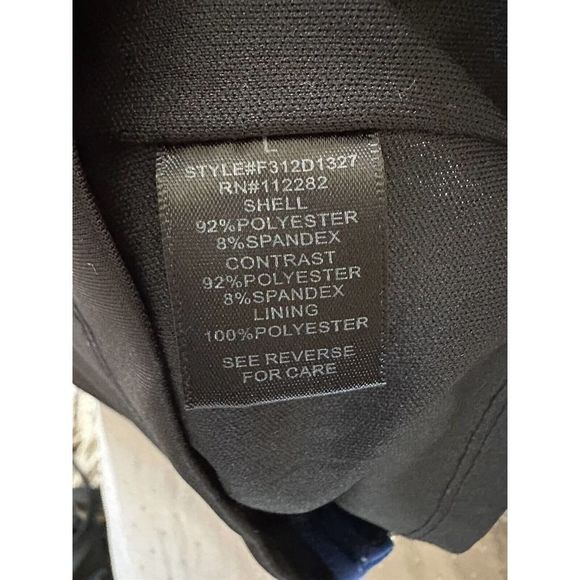 L
STYLE#F312D1327
RN#112282
SHELL
92%POLYESTER
8%SPANDEX
CONTRAST
92%POLYESTER
8%SPANDEX
LINING
100%POLYESTER
SEE REVERSE
FOR CARE